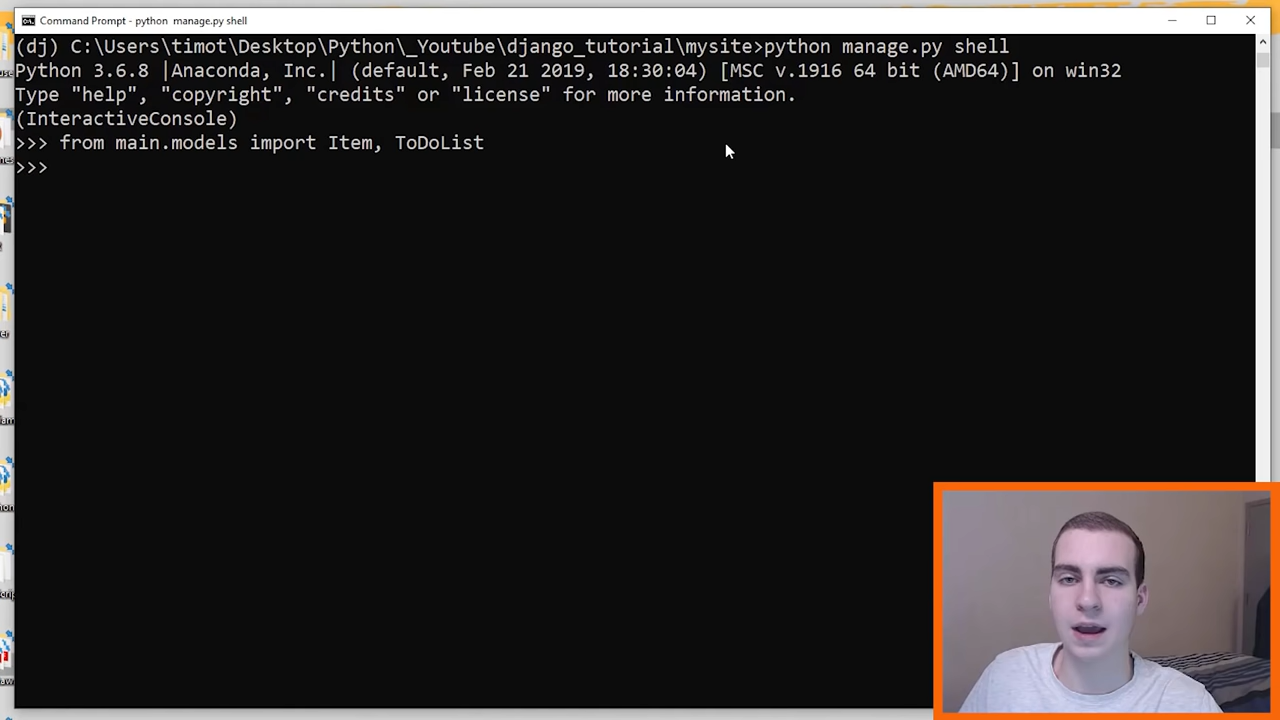 Command Prompt - python  manage.py shell
(dj) C:\Users\timot\Desktop\Python\_Youtube\django_tutorial\mysite>python manage.py shell
Python 3.6.8 |Anaconda, Inc.| (default, Feb 21 2019, 18:30:04) [MSC v.1916 64 bit (AMD64)] on win32
Type "help", "copyright", "credits" or "license" for more information.
(InteractiveConsole)
>>> from main.models import Item, ToDoList
>>>